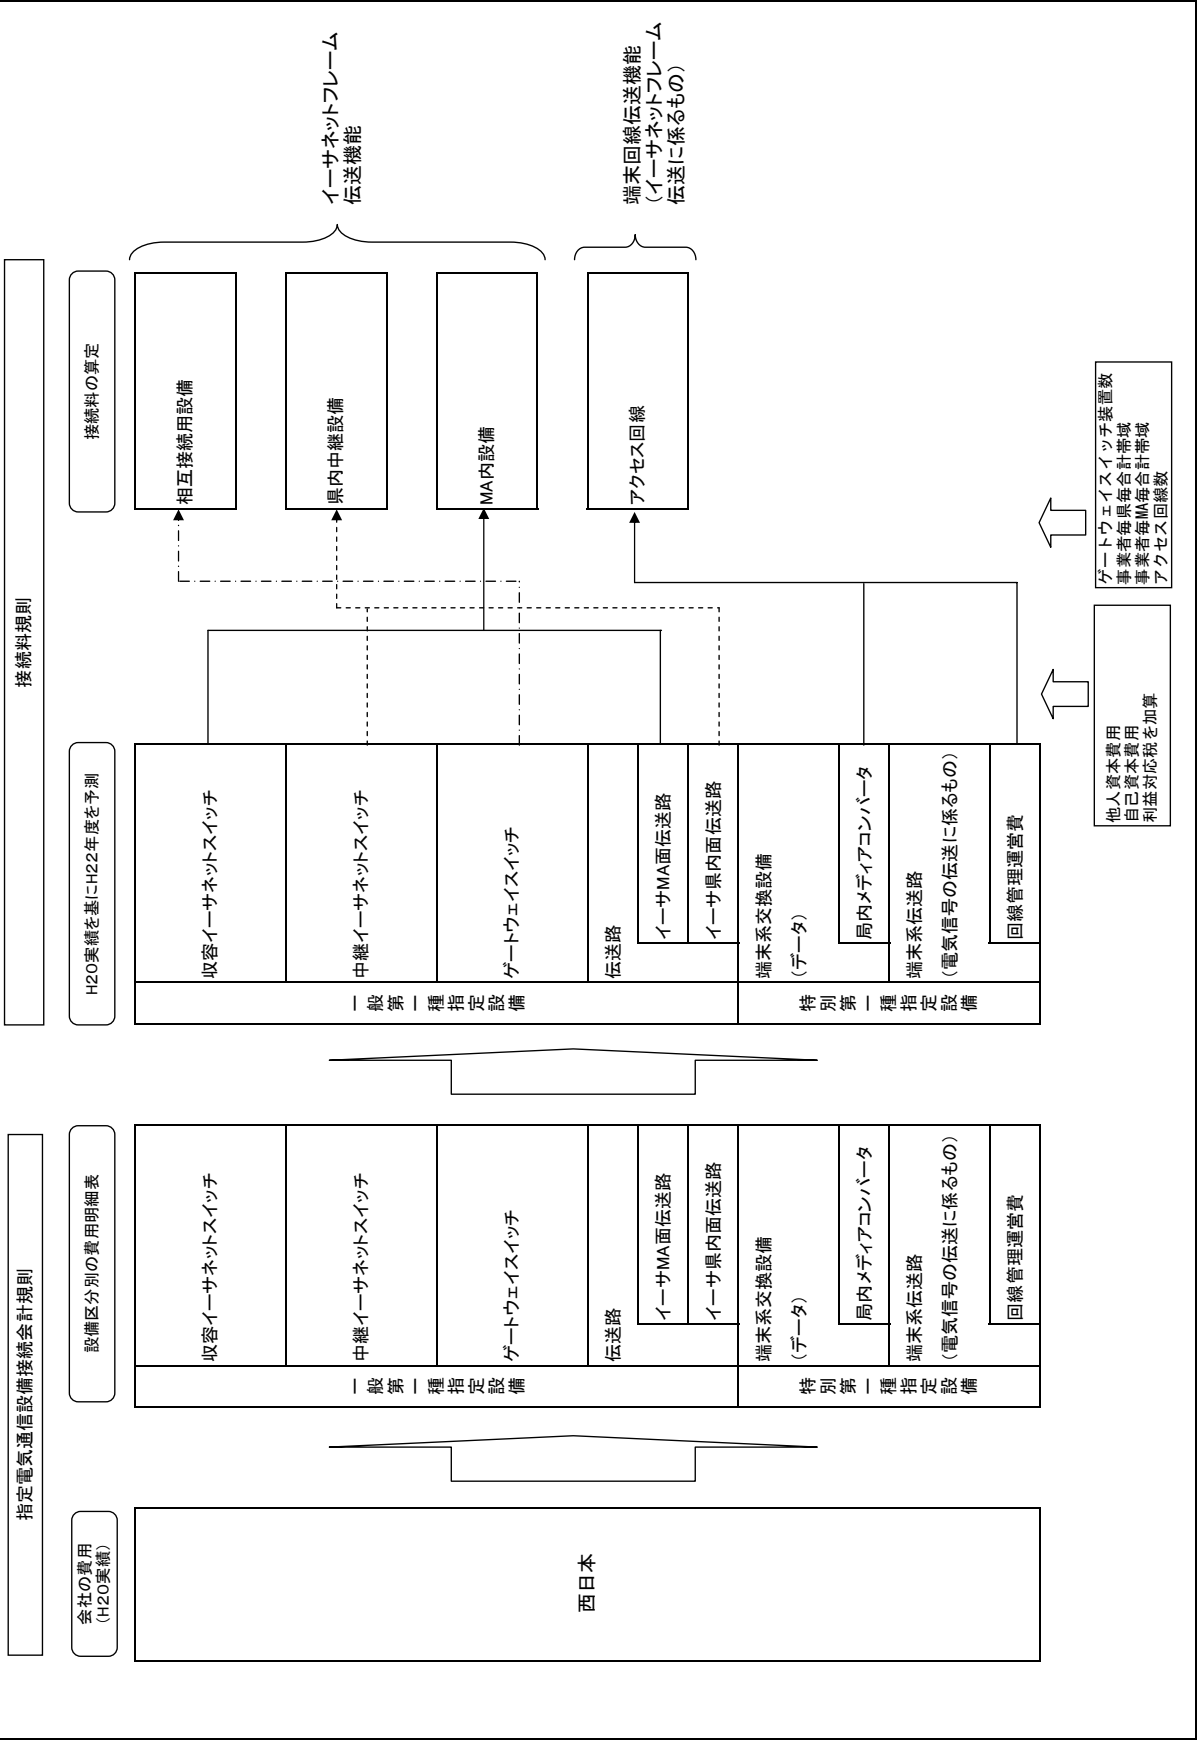 指定電気通信設備接続会計規則
接続料規則
会社の費用
(H20実績)
設備区分別の費用明細表
H20実績を基にH22年度を予測
接続料の算定
西日本
一般第一種指定設備
収容イーサネットスイッチ
中継イーサネットスイッチ
ゲートウェイスイッチ
伝送路
イーサMA面伝送路
イーサ県内面伝送路
特別第一種指定設備
端末系交換設備
(データ)
局内メディアコンバータ
端末系伝送路
(電気信号の伝送に係るもの)
回線管理運営費
一般第一種指定設備
収容イーサネットスイッチ
中継イーサネットスイッチ
ゲートウェイスイッチ
伝送路
イーサMA面伝送路
イーサ県内面伝送路
特別第一種指定設備
端末系交換設備
(データ)
局内メディアコンバータ
端末系伝送路
(電気信号の伝送に係るもの)
回線管理運営費
相互接続用設備
県内中継設備
MA内設備
アクセス回線
イーサネットフレーム
伝送機能
端末回線伝送機能
(イーサネットフレーム
伝送に係るもの)
他人資本費用
自己資本費用
利益対応税を加算
ゲートウェイスイッチ装置数
事業者毎県毎合計帯域
事業者毎MA毎合計帯域
アクセス回線数